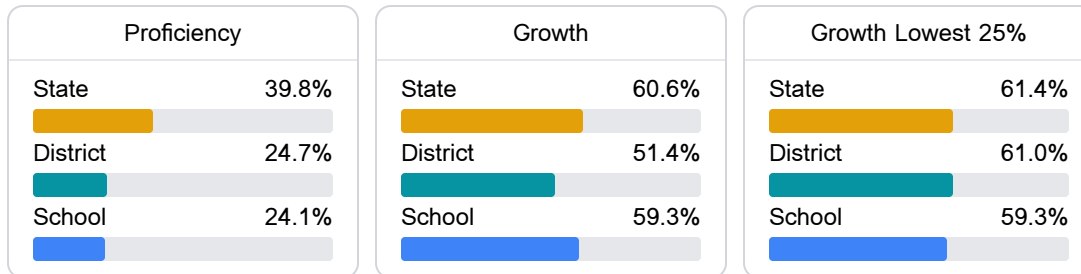 Proficiency
State 39.8%
District 24.7%
School 24.1%
Growth
State 60.6%
District 51.4%
School 59.3%
Growth Lowest 25%
State 61.4%
District 61.0%
School 59.3%